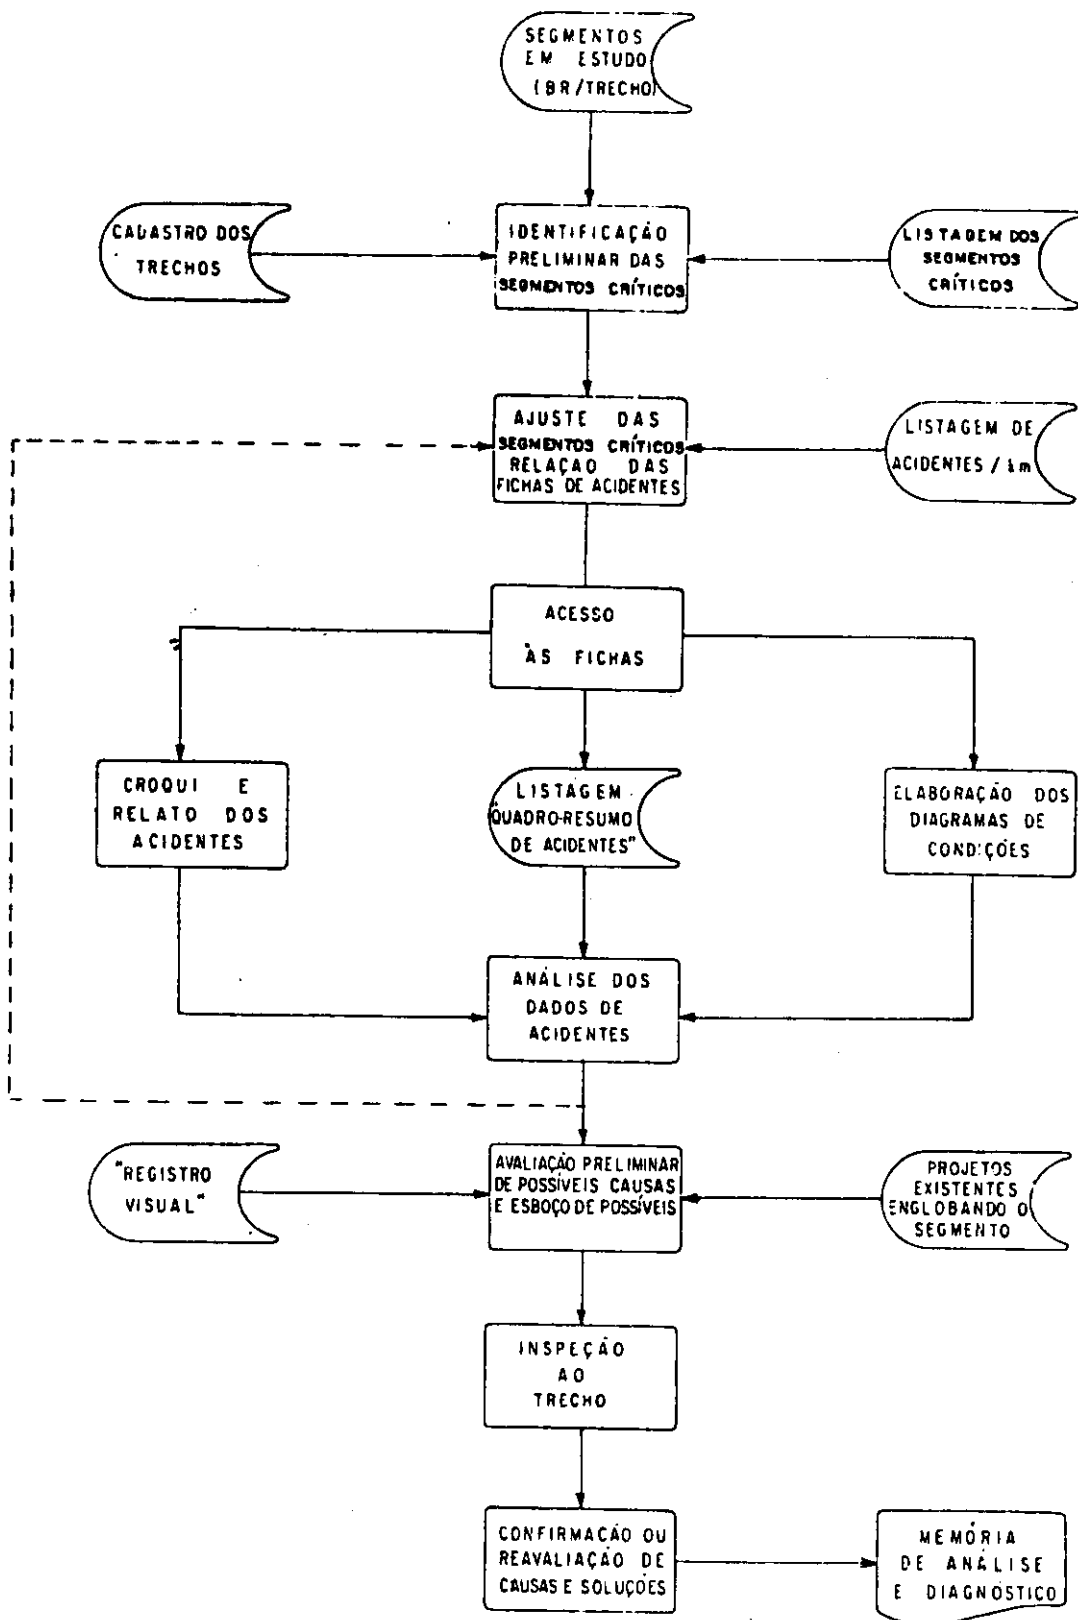 SEGMENTOS
EM ESTUDO
(BR/TRECHO)
CADASTRO DOS
TRECHOS
IDENTIFICAÇÃO
PRELIMINAR DAS
SEGMENTOS CRÍTICOS
LISTAGEM DOS
SEGMENTOS
CRÍTICOS
AJUSTE DAS
SEGMENTOS CRÍTICOS
RELAÇÃO DAS
FICHAS DE ACIDENTES
LISTAGEM DE
ACIDENTES / km
ACESSO
ÀS FICHAS
CROQUI E
RELATO DOS
ACIDENTES
LISTAGEM
"QUADRO-RESUMO
DE ACIDENTES"
ELABORAÇÃO DOS
DIAGRAMAS DE
CONDIÇÕES
ANÁLISE DOS
DADOS DE
ACIDENTES
"REGISTRO
VISUAL"
AVALIAÇÃO PRELIMINAR
DE POSSÍVEIS CAUSAS
E ESBOÇO DE POSSÍVEIS
PROJETOS
EXISTENTES
ENGLOBANDO O
SEGMENTO
INSPEÇÃO
AO
TRECHO
CONFIRMAÇÃO OU
REAVALIAÇÃO DE
CAUSAS E SOLUÇÕES
MEMÓRIA
DE ANÁLISE
E DIAGNÓSTICO